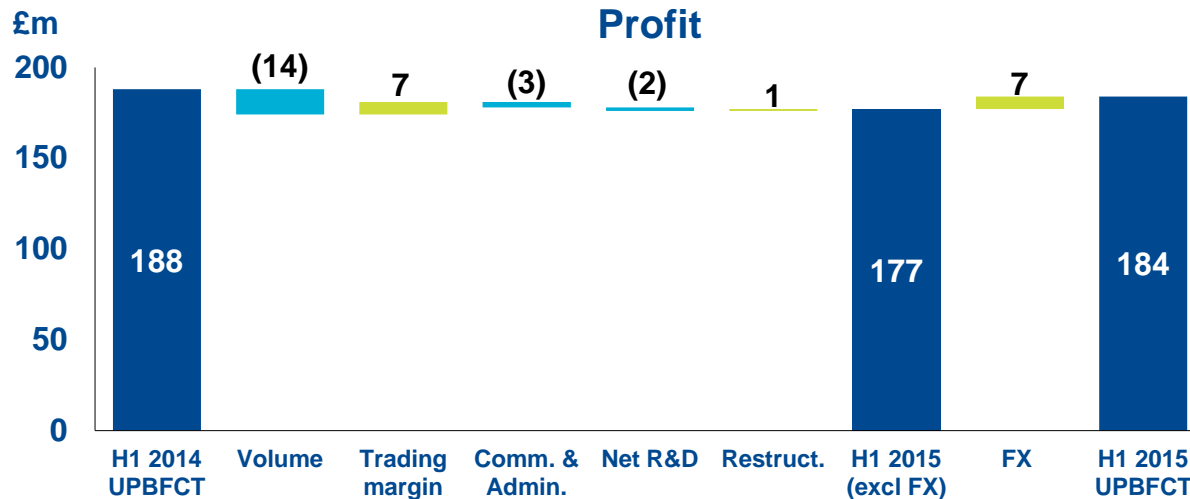 £m
Profit
200
150
100
50
0
(14)
7
(3)
(2)
1
7
188
177
184
H1 2014
UPBFCT
Volume
Trading
margin
Comm. &
Admin.
Net R&D
Restruct.
H1 2015
(excl FX)
FX
H1 2015
UPBFCT